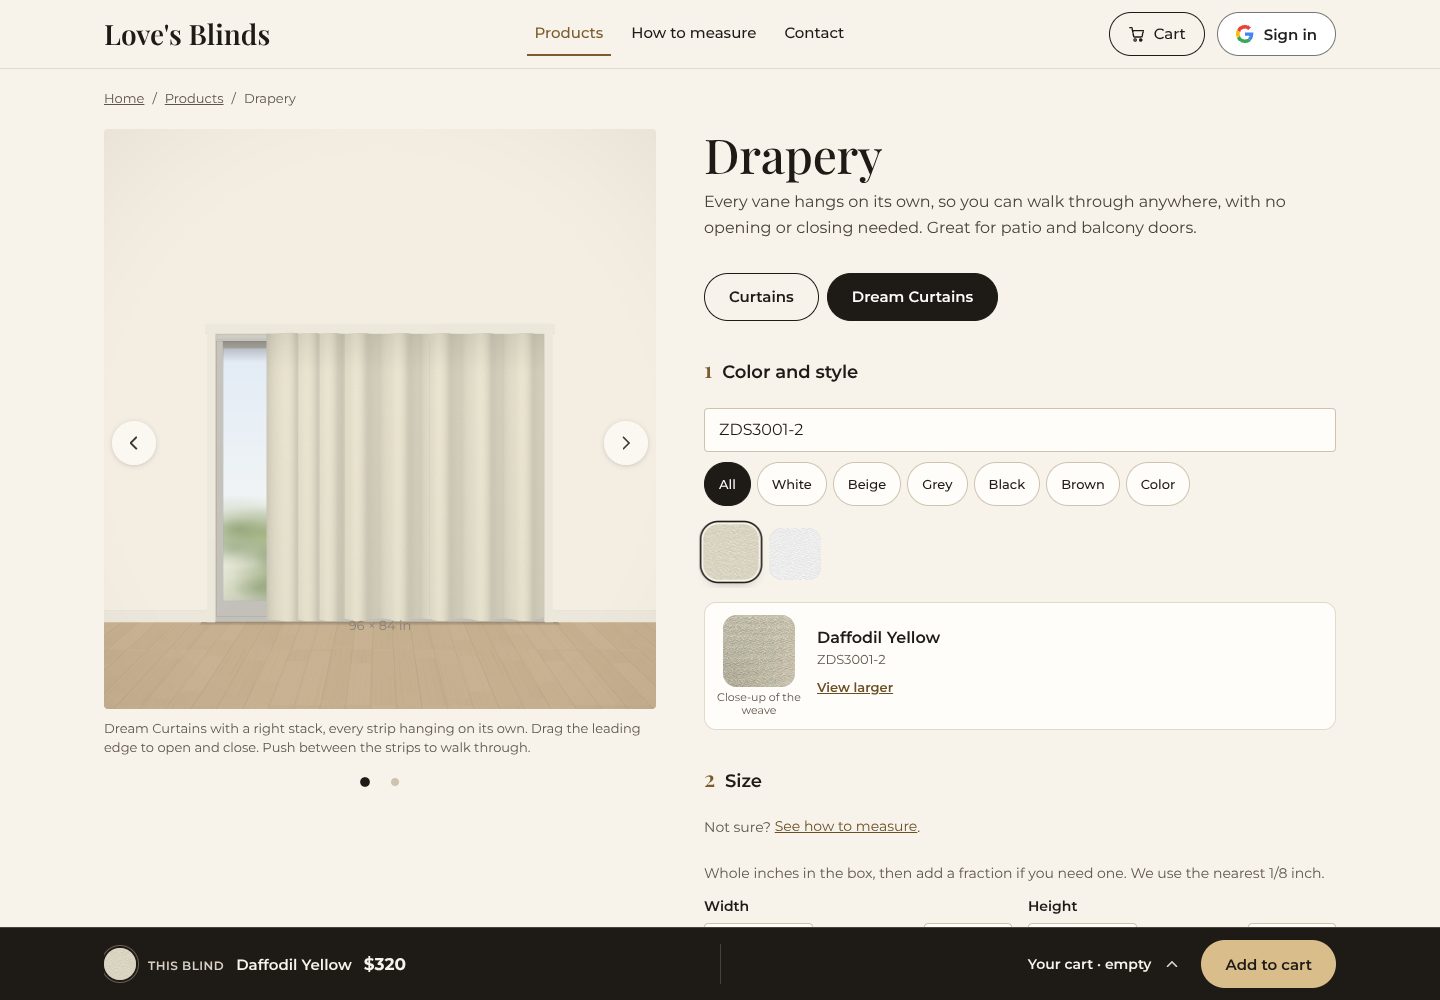 Love's Blinds
Products
How to measure
Contact
Cart
Sign in
Home / Products / Drapery
96 × 84 in
Dream Curtains with a right stack, every strip hanging on its own. Drag the leading
edge to open and close. Push between the strips to walk through.
Drapery
Every vane hangs on its own, so you can walk through anywhere, with no
opening or closing needed. Great for patio and balcony doors.
Curtains
Dream Curtains
1 Color and style
ZDS3001-2
All
White
Beige
Grey
Black
Brown
Color
Close-up of the
weave
Daffodil Yellow
ZDS3001-2
View larger
2 Size
Not sure? See how to measure.
Whole inches in the box, then add a fraction if you need one. We use the nearest 1/8 inch.
Width
Height
THIS BLIND Daffodil Yellow $320
Your cart · empty
Add to cart